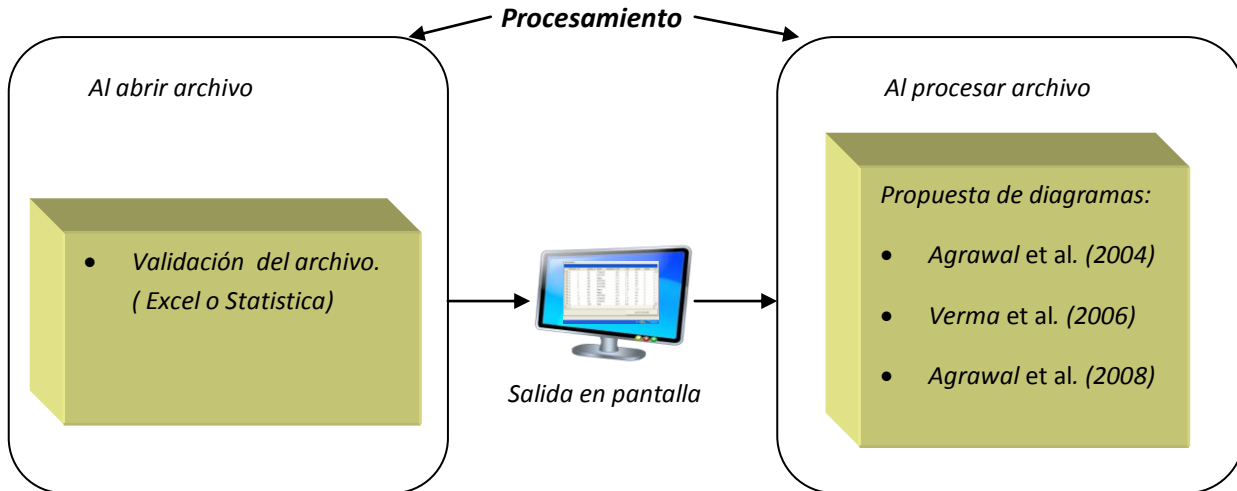 Procesamiento
Al abrir archivo
• Validación del archivo.
( Excel o Statistica)
Salida en pantalla
Al procesar archivo
Propuesta de diagramas:
• Agrawal et al. (2004)
• Verma et al. (2006)
• Agrawal et al. (2008)